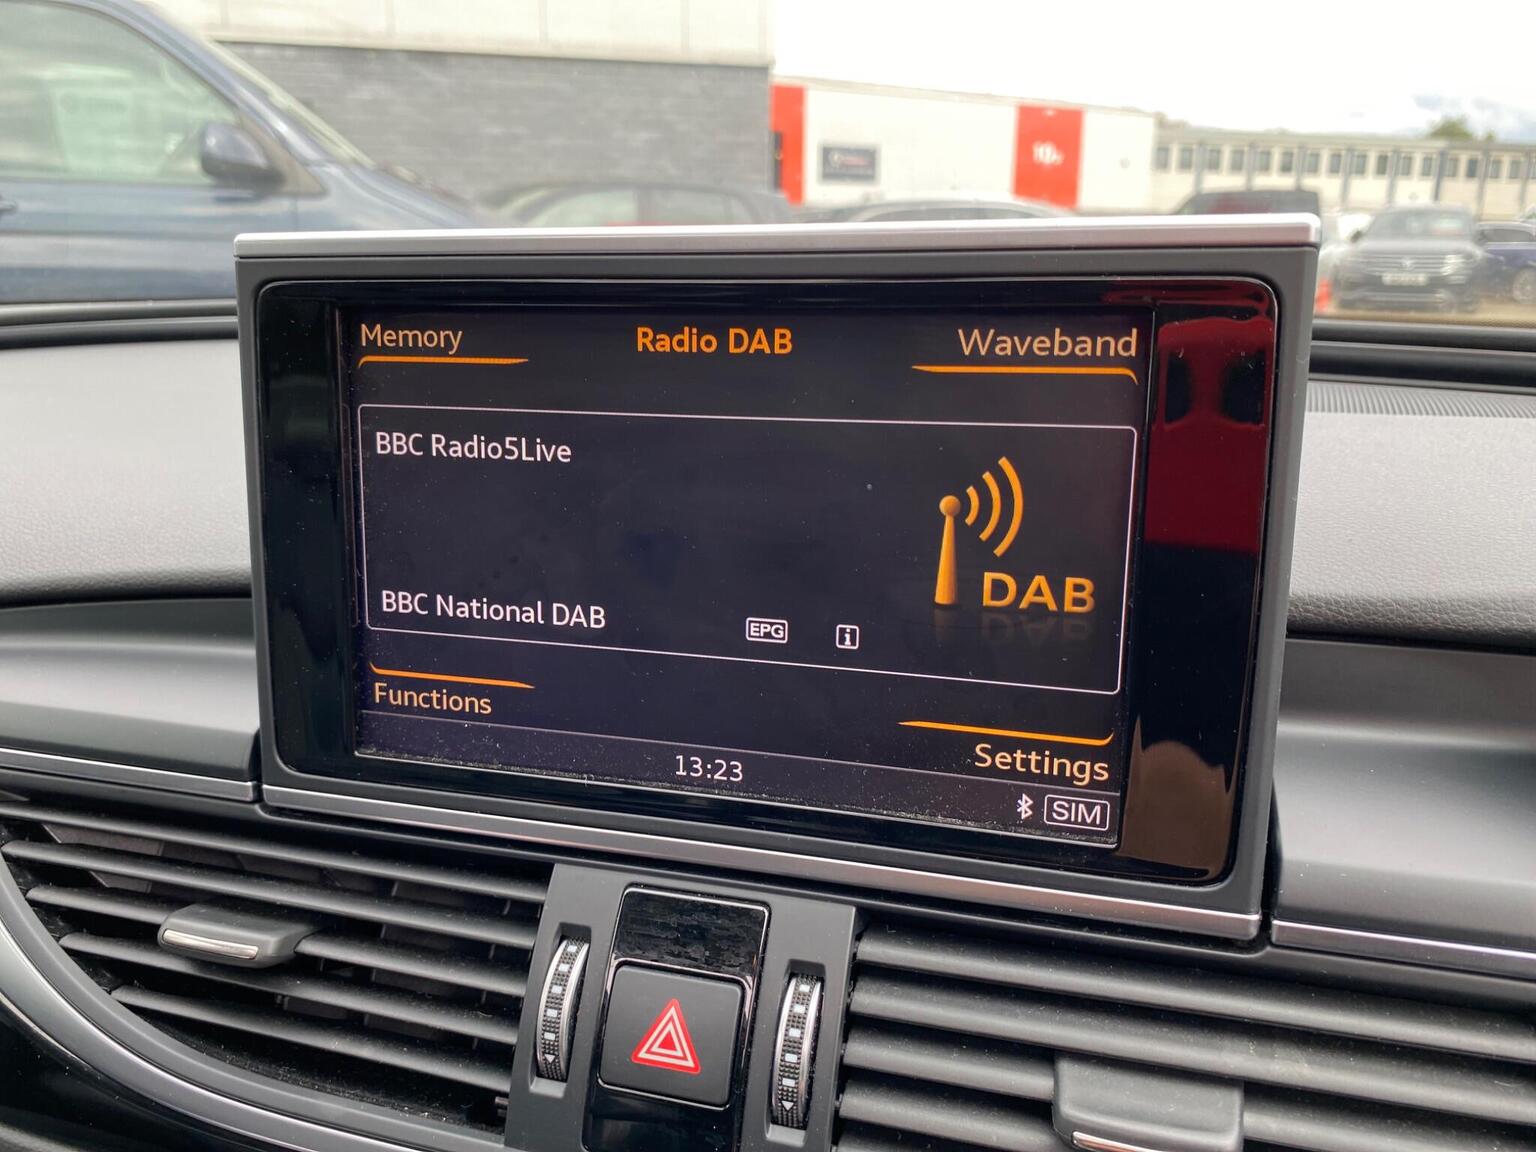 Memory
Radio DAB
Waveband
BBC Radio5Live
DAB
BBC National DAB
EPG
i
Functions
Settings
13:23
SIM